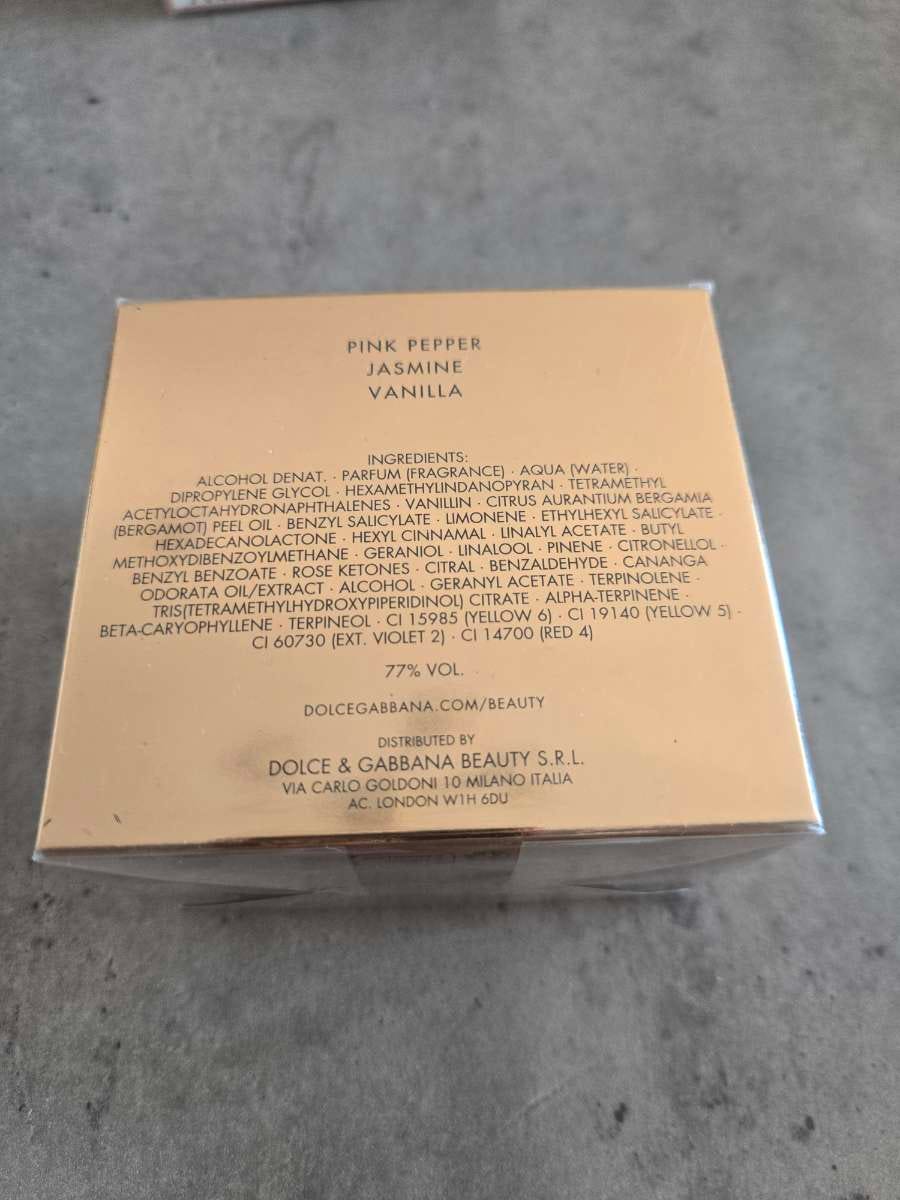 PINK PEPPER
JASMINE
VANILLA
INGREDIENTS:
ALCOHOL DENAT. · PARFUM (FRAGRANCE) · AQUA (WATER) ·
DIPROPYLENE GLYCOL · HEXAMETHYLINDANOPYRAN · TETRAMETHYL
ACETYLOCTAHYDRONAPHTHALENES · VANILLIN · CITRUS AURANTIUM BERGAMIA
(BERGAMOT) PEEL OIL · BENZYL SALICYLATE · LIMONENE · ETHYLHEXYL SALICYLATE ·
HEXADECANOLACTONE · HEXYL CINNAMAL · LINALYL ACETATE · BUTYL
METHOXYDIBENZOYLMETHANE · GERANIOL · LINALOOL · PINENE · CITRONELLOL ·
BENZYL BENZOATE · ROSE KETONES · CITRAL · BENZALDEHYDE · CANANGA
ODORATA OIL/EXTRACT · ALCOHOL · GERANYL ACETATE · TERPINOLENE ·
TRIS(TETRAMETHYLHYDROXYPIPERIDINOL) CITRATE · ALPHA-TERPINENE ·
BETA-CARYOPHYLLENE · TERPINEOL · CI 15985 (YELLOW 6) · CI 19140 (YELLOW 5) ·
CI 60730 (EXT. VIOLET 2) · CI 14700 (RED 4)
77% VOL.
DOLCEGABBANA.COM/BEAUTY
DISTRIBUTED BY
DOLCE & GABBANA BEAUTY S.R.L.
VIA CARLO GOLDONI 10 MILANO ITALIA
AC. LONDON W1H 6DU